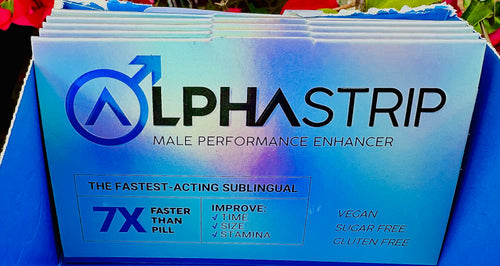 ALPHASTRIP
MALE PERFORMANCE ENHANCER
THE FASTEST-ACTING SUBLINGUAL
7X FASTER THAN PILL
IMPROVE:
✓TIME
✓SIZE
✓STAMINA
VEGAN
SUGAR FREE
GLUTEN FREE